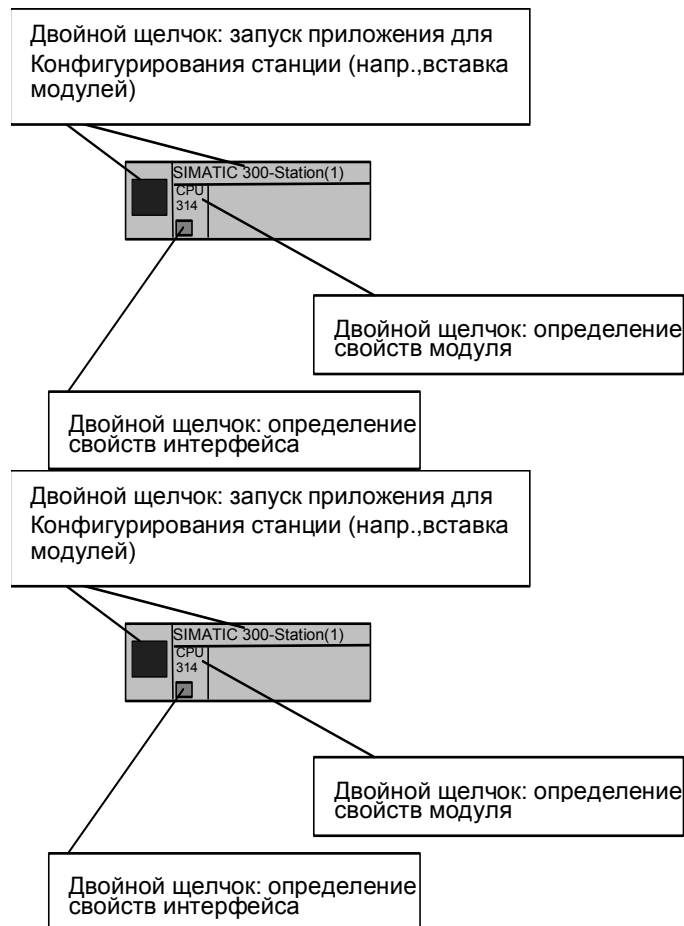 Двойной щелчок: запуск приложения для
Конфигурирования станции (напр.,вставка
модулей)
SIMATIC 300-Station(1)
CPU
314
Двойной щелчок: определение
свойств модуля
Двойной щелчок: определение
свойств интерфейса
Двойной щелчок: запуск приложения для
Конфигурирования станции (напр.,вставка
модулей)
SIMATIC 300-Station(1)
CPU
314
Двойной щелчок: определение
свойств модуля
Двойной щелчок: определение
свойств интерфейса